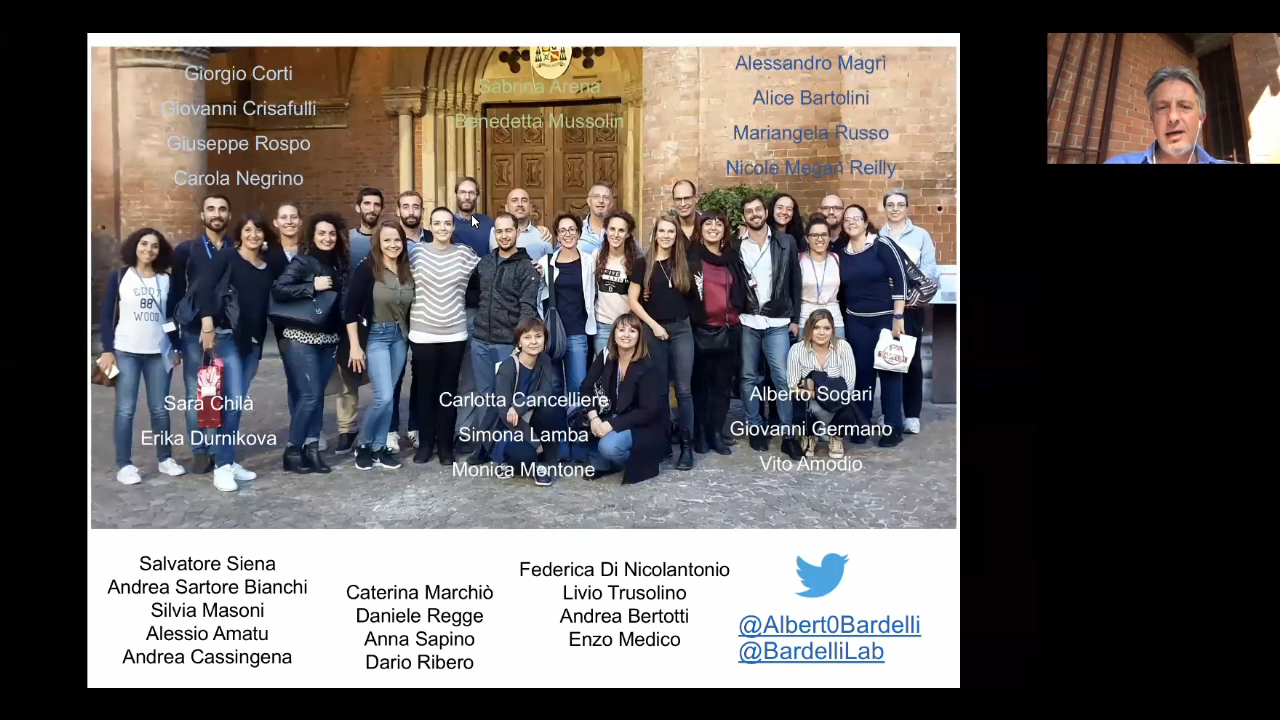 Giorgio Corti
Giovanni Crisafulli
Giuseppe Rospo
Carola Negrino
Sabrina Arena
Benedetta Mussolin
Alessandro Magrì
Alice Bartolini
Mariangela Russo
Nicole Megan Reilly
EDDY
88
WOOD
Sara Chilà
Erika Durnikova
Carlotta Cancelliere
Simona Lamba
Monica Montone
Alberto Sogari
Giovanni Germano
Vito Amodio
Salvatore Siena
Andrea Sartore Bianchi
Silvia Masoni
Alessio Amatu
Andrea Cassingena
Caterina Marchiò
Daniele Regge
Anna Sapino
Dario Ribero
Federica Di Nicolantonio
Livio Trusolino
Andrea Bertotti
Enzo Medico
@Albert0Bardelli
@BardelliLab